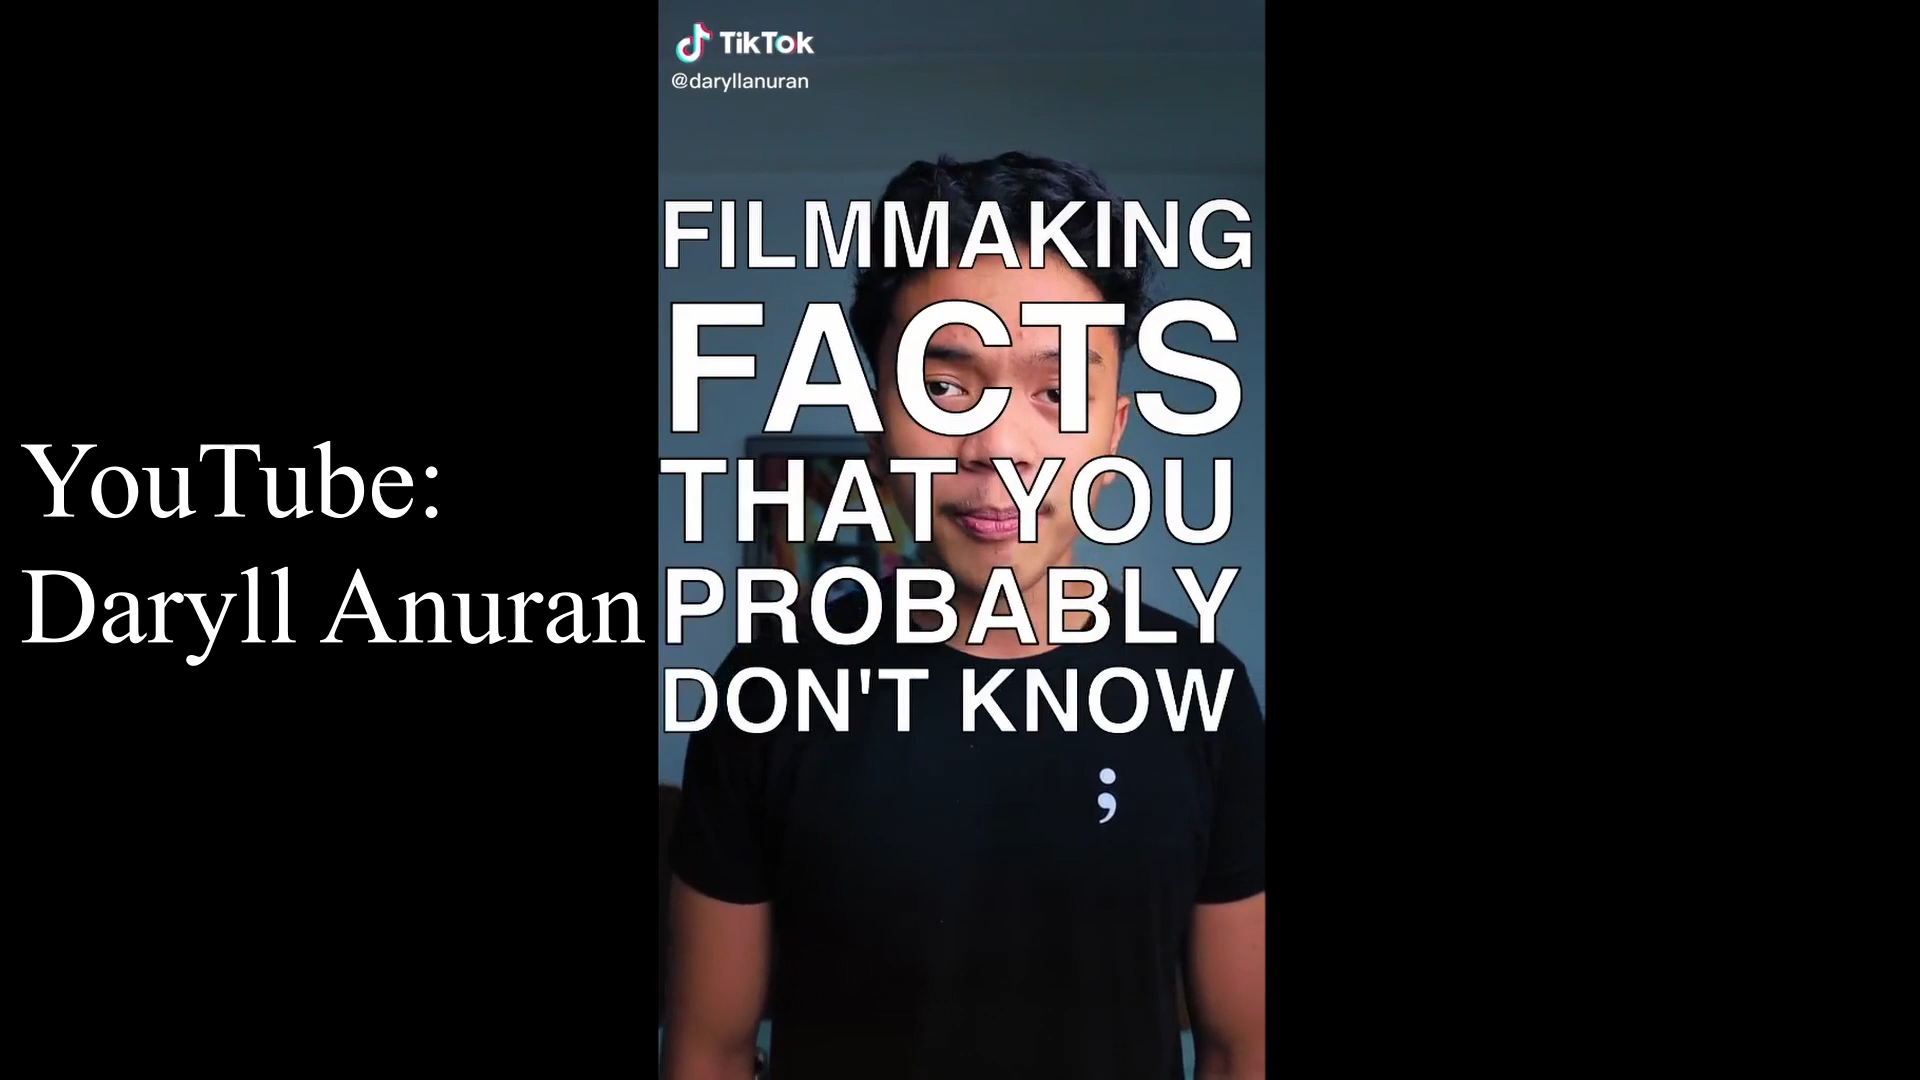 TikTok
@daryllanuran
FILMMAKING
FACTS
THAT YOU
PROBABLY
DON'T KNOW
;
YouTube:
Daryll Anuran